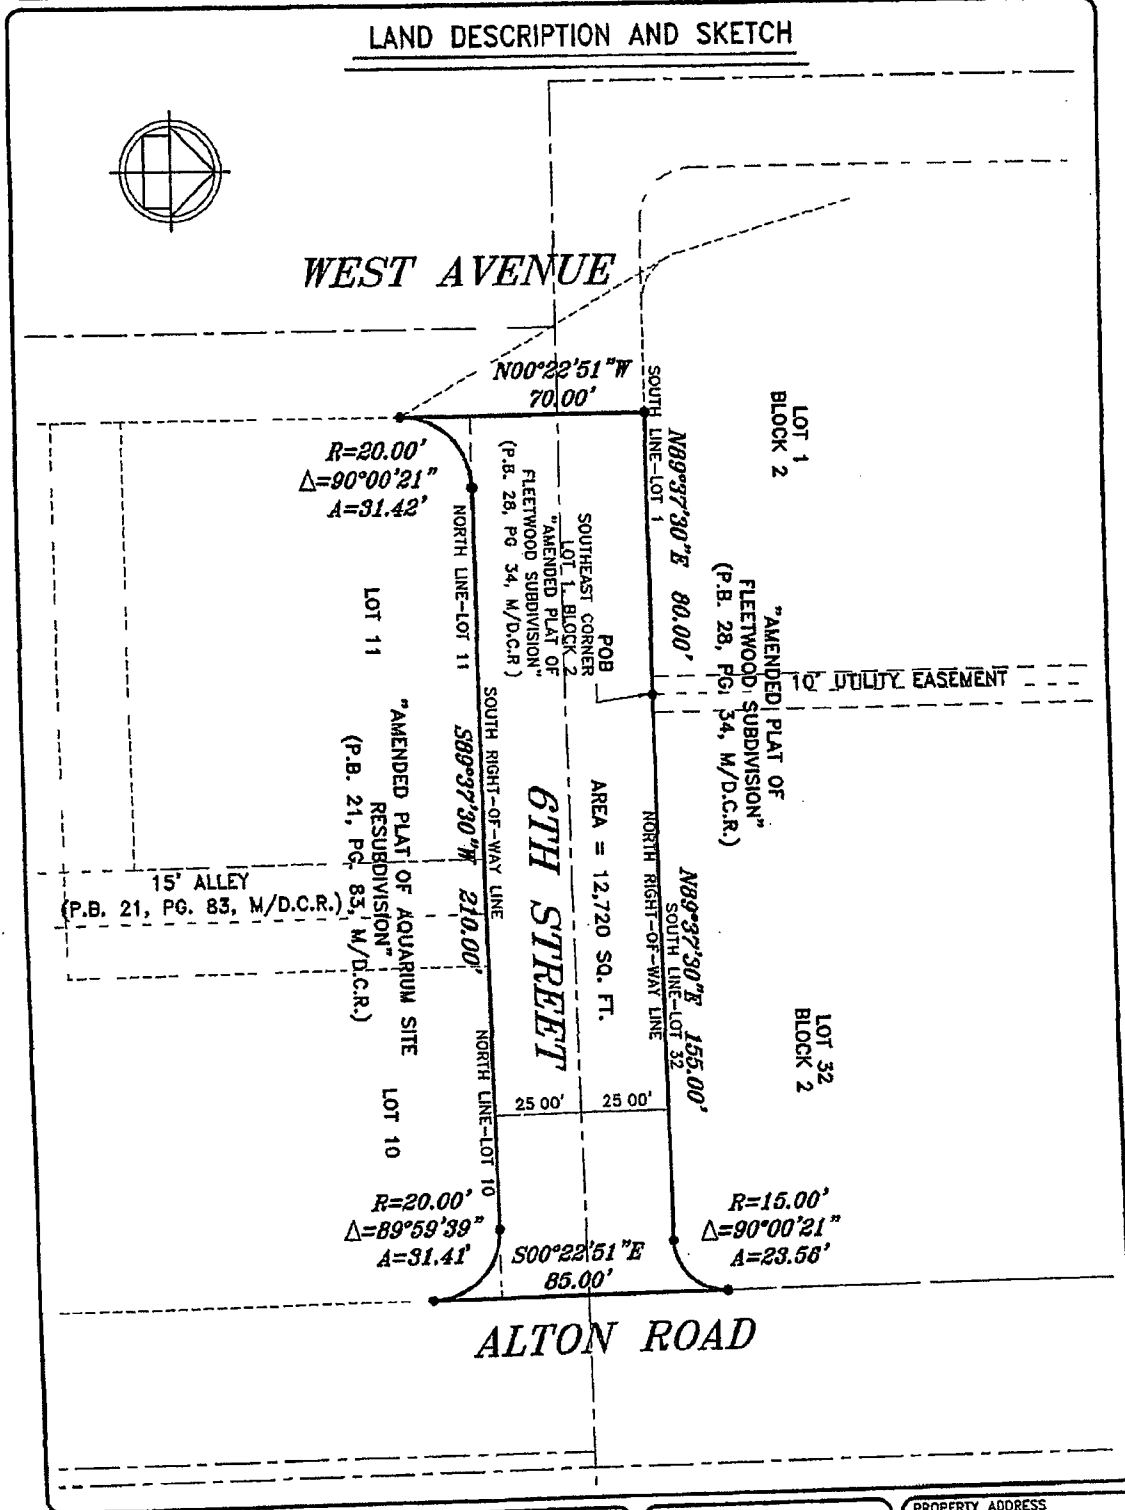 LAND DESCRIPTION AND SKETCH
WEST AVENUE
N00°22'51"W
70.00'
R=20.00'
Δ=90°00'21"
A=31.42'
SOUTH LINE-LOT 1
N89°37'30"E 80.00'
LOT 1
BLOCK 2
NORTH LINE-LOT 11
SOUTHEAST CORNER
LOT 1, BLOCK 2
"AMENDED PLAT OF
FLEETWOOD SUBDIVISION"
(P.B. 28, PG 34, M/D.C.R.)
POB
LOT 11
"AMENDED PLAT OF
FLEETWOOD SUBDIVISION"
(P.B. 28, PG. 34, M/D.C.R.)
10' UTILITY EASEMENT
SOUTH RIGHT-OF-WAY LINE
S89°37'30"W 210.00'
"AMENDED PLAT OF AQUARIUM SITE
RESUBDIVISION"
(P.B. 21, PG. 83, M/D.C.R.)
15' ALLEY
(P.B. 21, PG. 83, M/D.C.R.)
6TH STREET
AREA = 12,720 SQ. FT.
NORTH RIGHT-OF-WAY LINE
SOUTH LINE-LOT 32
N89°37'30"E 155.00'
LOT 32
BLOCK 2
NORTH LINE-LOT 10
LOT 10
25 00'
25 00'
R=20.00'
Δ=89°59'39"
A=31.41'
S00°22'51"E
85.00'
R=15.00'
Δ=90°00'21"
A=23.56'
ALTON ROAD
PROPERTY ADDRESS